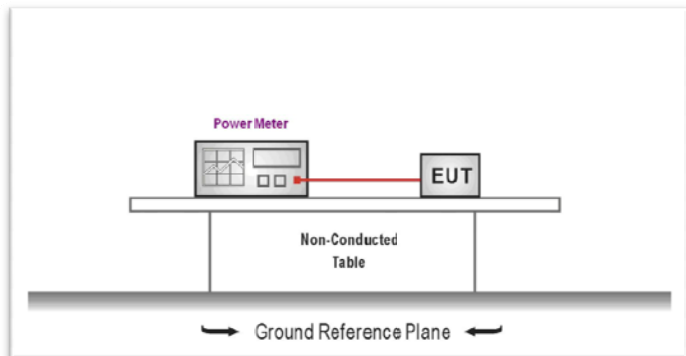 Power Meter
EUT
Non-Conducted
Table
Ground Reference Plane